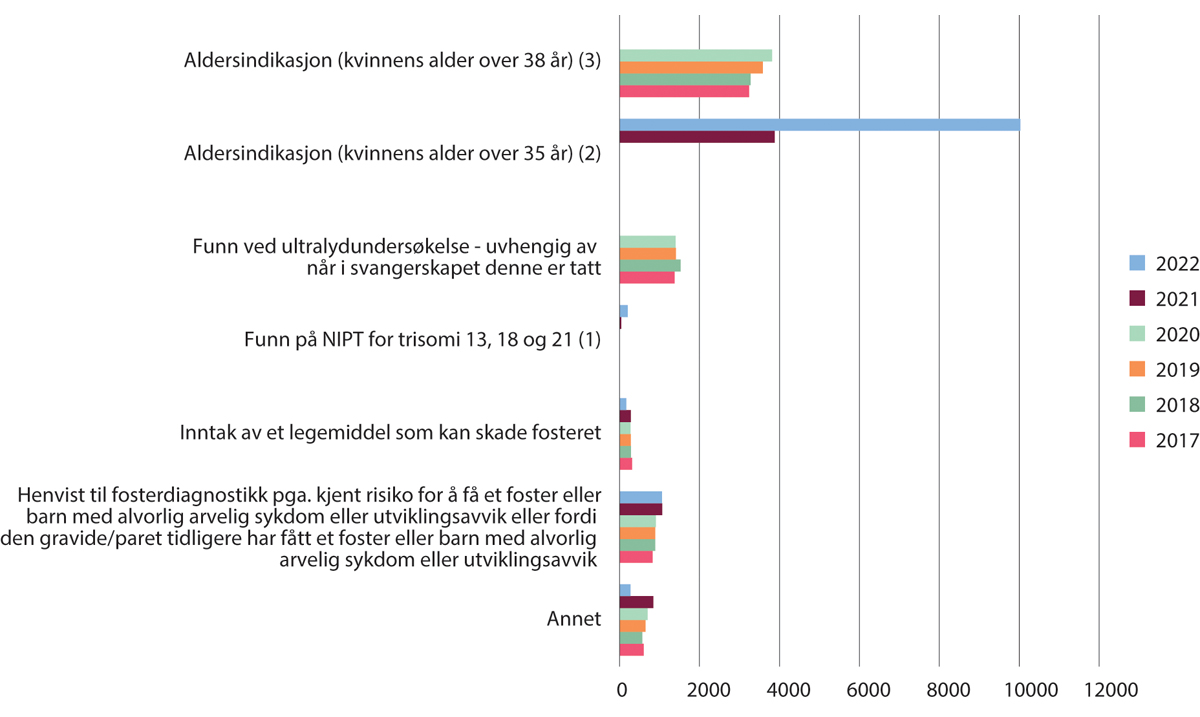 Aldersindikasjon (kvinnens alder over 38 år) (3)
Aldersindikasjon (kvinnens alder over 35 år) (2)
Funn ved ultralydundersøkelse - uvhengig av
når i svangerskapet denne er tatt
Funn på NIPT for trisomi 13, 18 og 21 (1)
Inntak av et legemiddel som kan skade fosteret
Henvist til fosterdiagnostikk pga. kjent risiko for å få et foster eller
barn med alvorlig arvelig sykdom eller utviklingsavvik eller fordi
den gravide/paret tidligere har fått et foster eller barn med alvorlig
arvelig sykdom eller utviklingsavvik
Annet
0 2000 4000 6000 8000 10000 12000
2022
2021
2020
2019
2018
2017